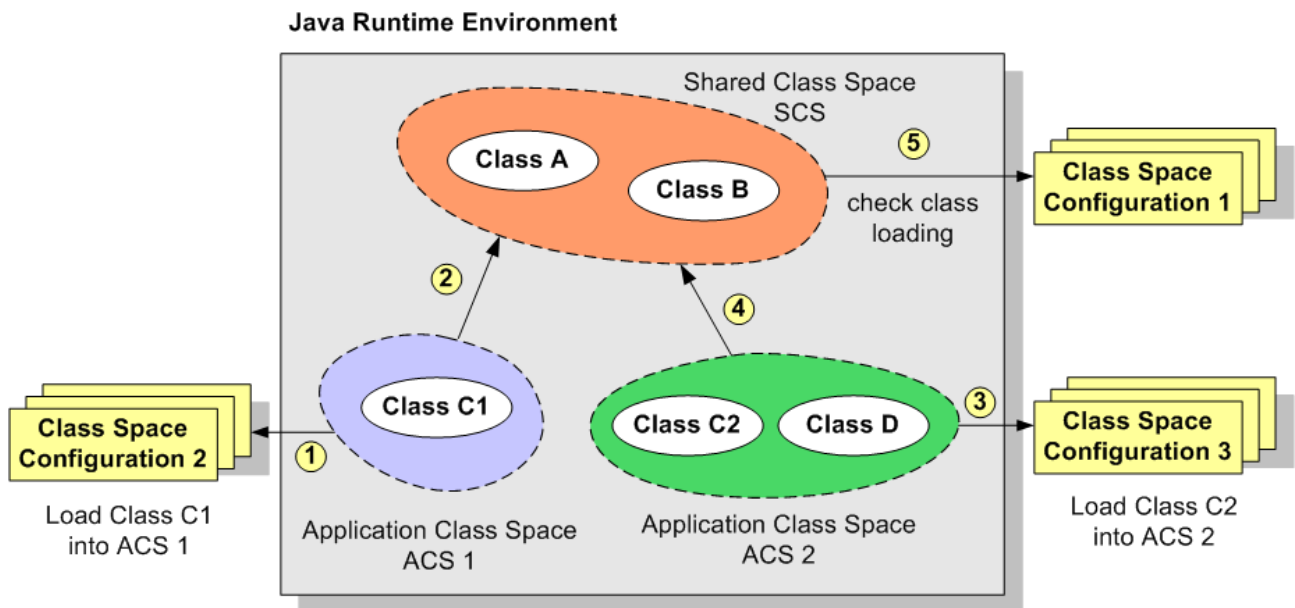 Java Runtime Environment
Shared Class Space
SCS
Class A
Class B
5
check class
loading
Class Space
Configuration 1
2
4
Class C1
Class C2
Class D
3
1
Class Space
Configuration 2
Class Space
Configuration 3
Load Class C1
into ACS 1
Application Class Space
ACS 1
Application Class Space
ACS 2
Load Class C2
into ACS 2